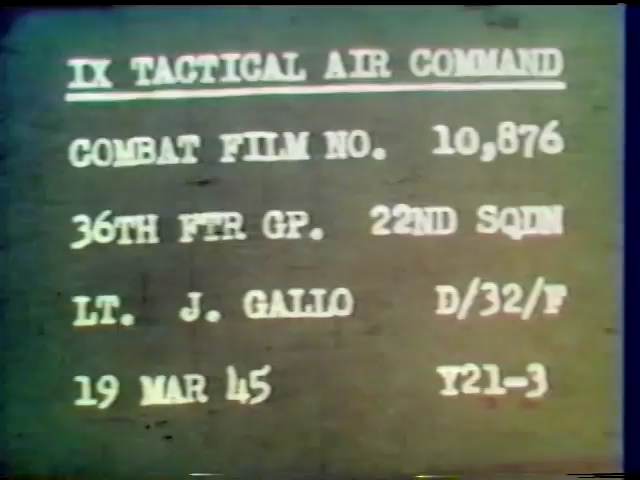 IX TACTICAL AIR COMMAND
COMBAT FILM NO. 10,876
36TH FTR GP. 22ND SQDN
LT. J. GALLO D/32/F
19 MAR 45 Y21-3